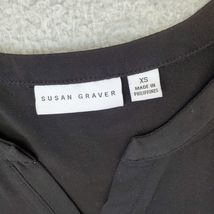 SUSAN GRAVER
XS
MADE IN
PHILIPPINES